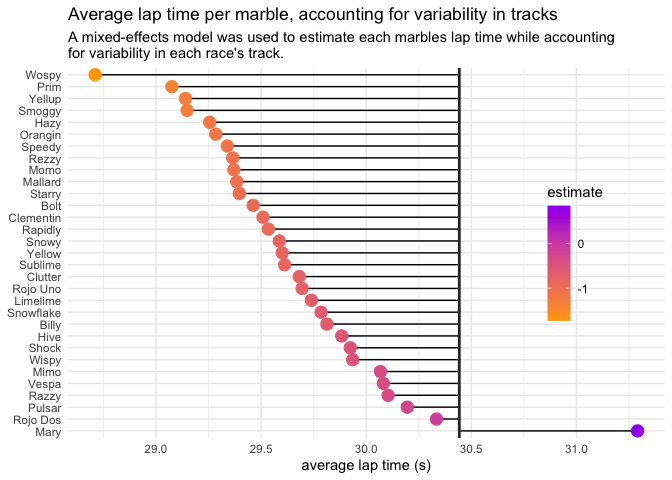 Average lap time per marble, accounting for variability in tracks
A mixed-effects model was used to estimate each marbles lap time while accounting
for variability in each race's track.
Wospy
Prim
Yellup
Smoggy
Hazy
Orangin
Speedy
Rezzy
Momo
Mallard
Starry
Bolt
Clementin
Rapidly
Snowy
Yellow
Sublime
Clutter
Rojo Uno
Limelime
Snowflake
Billy
Hive
Shock
Wispy
Mimo
Vespa
Razzy
Pulsar
Rojo Dos
Mary
estimate
0
-1
29.0 29.5 30.0 30.5 31.0
average lap time (s)